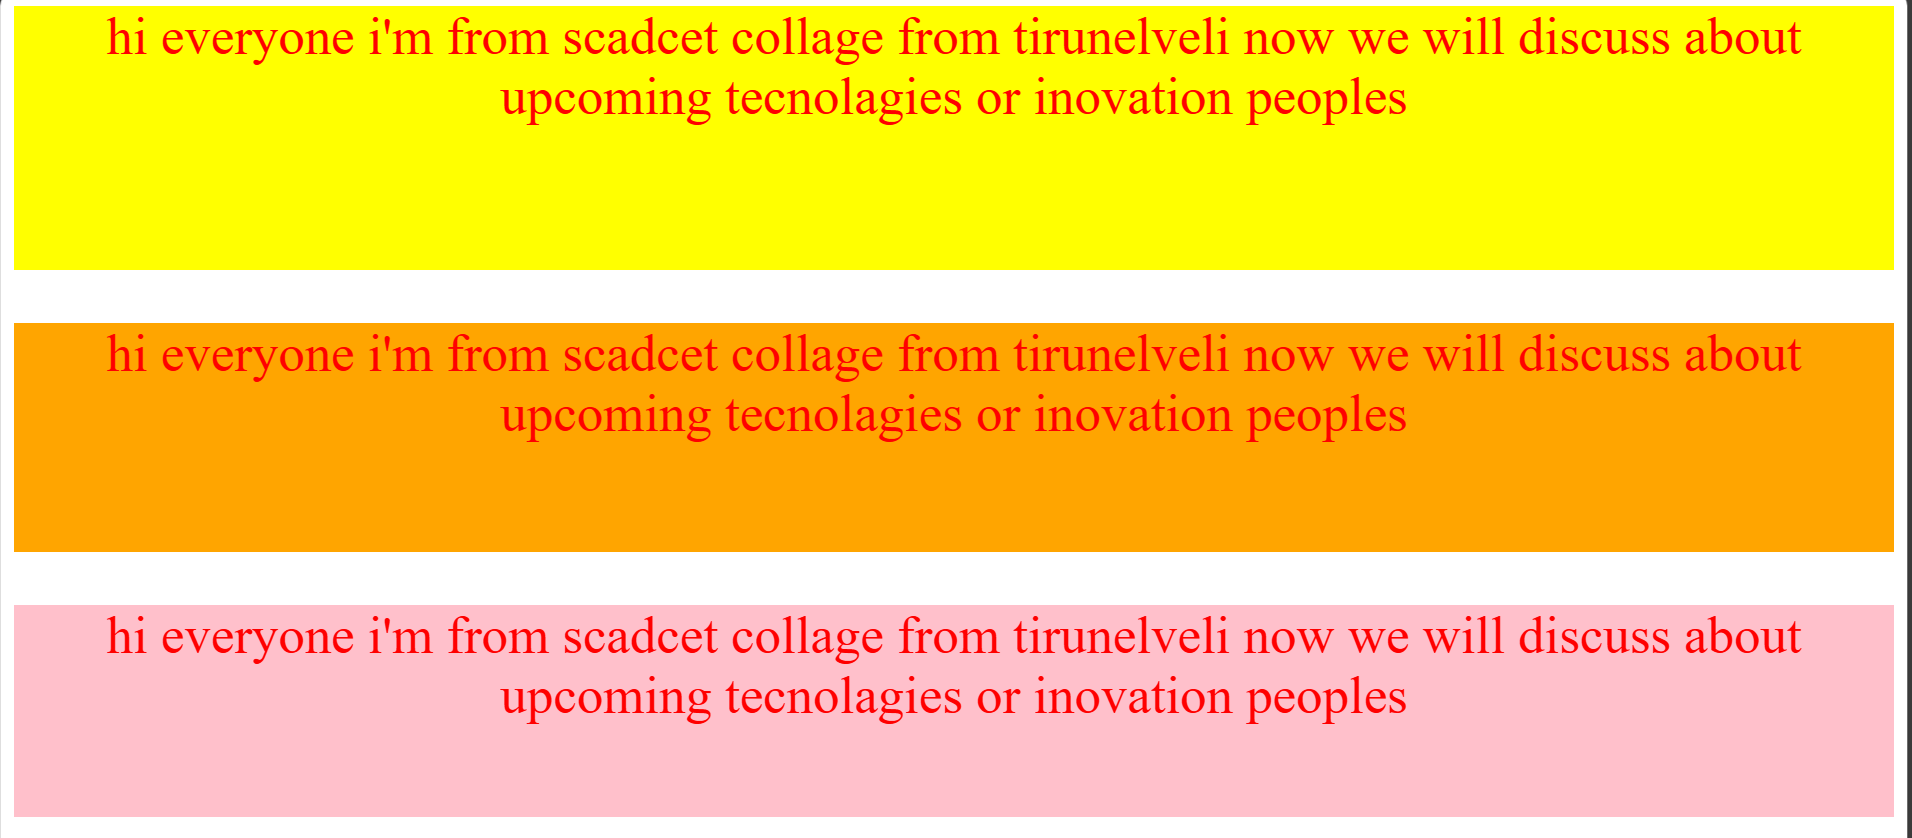 hi everyone i'm from scadcet collage from tirunelveli now we will discuss about
upcoming tecnolagies or inovation peoples
hi everyone i'm from scadcet collage from tirunelveli now we will discuss about
upcoming tecnolagies or inovation peoples
hi everyone i'm from scadcet collage from tirunelveli now we will discuss about
upcoming tecnolagies or inovation peoples